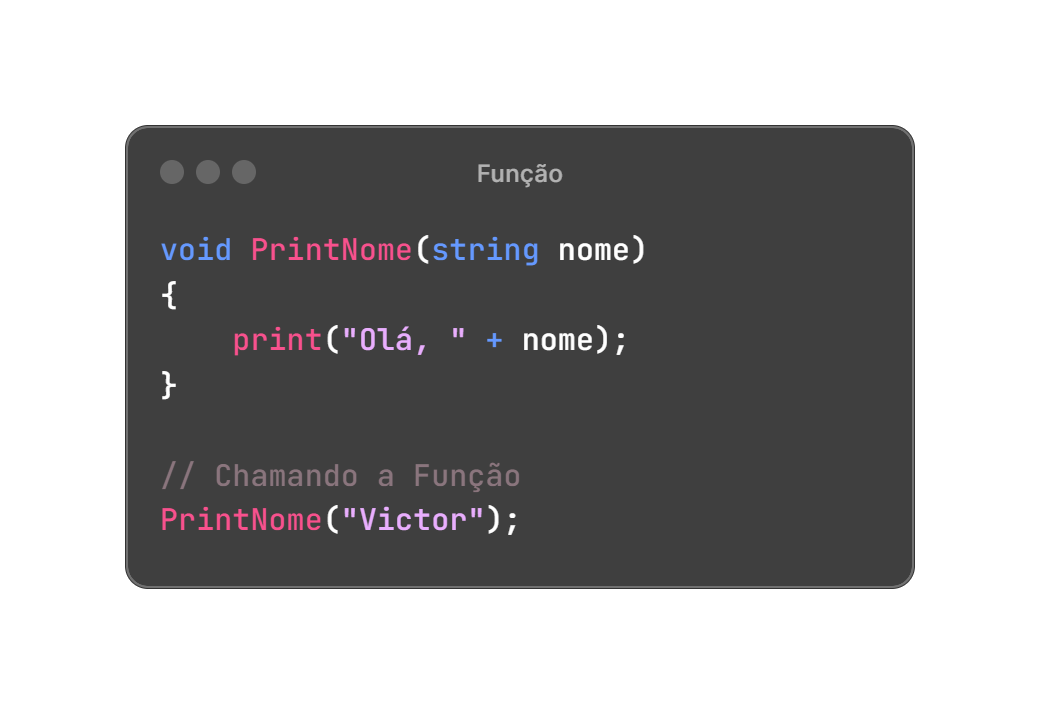 Função
void PrintNome(string nome)
{
    print("Olá, " + nome);
}
// Chamando a Função
PrintNome("Victor");